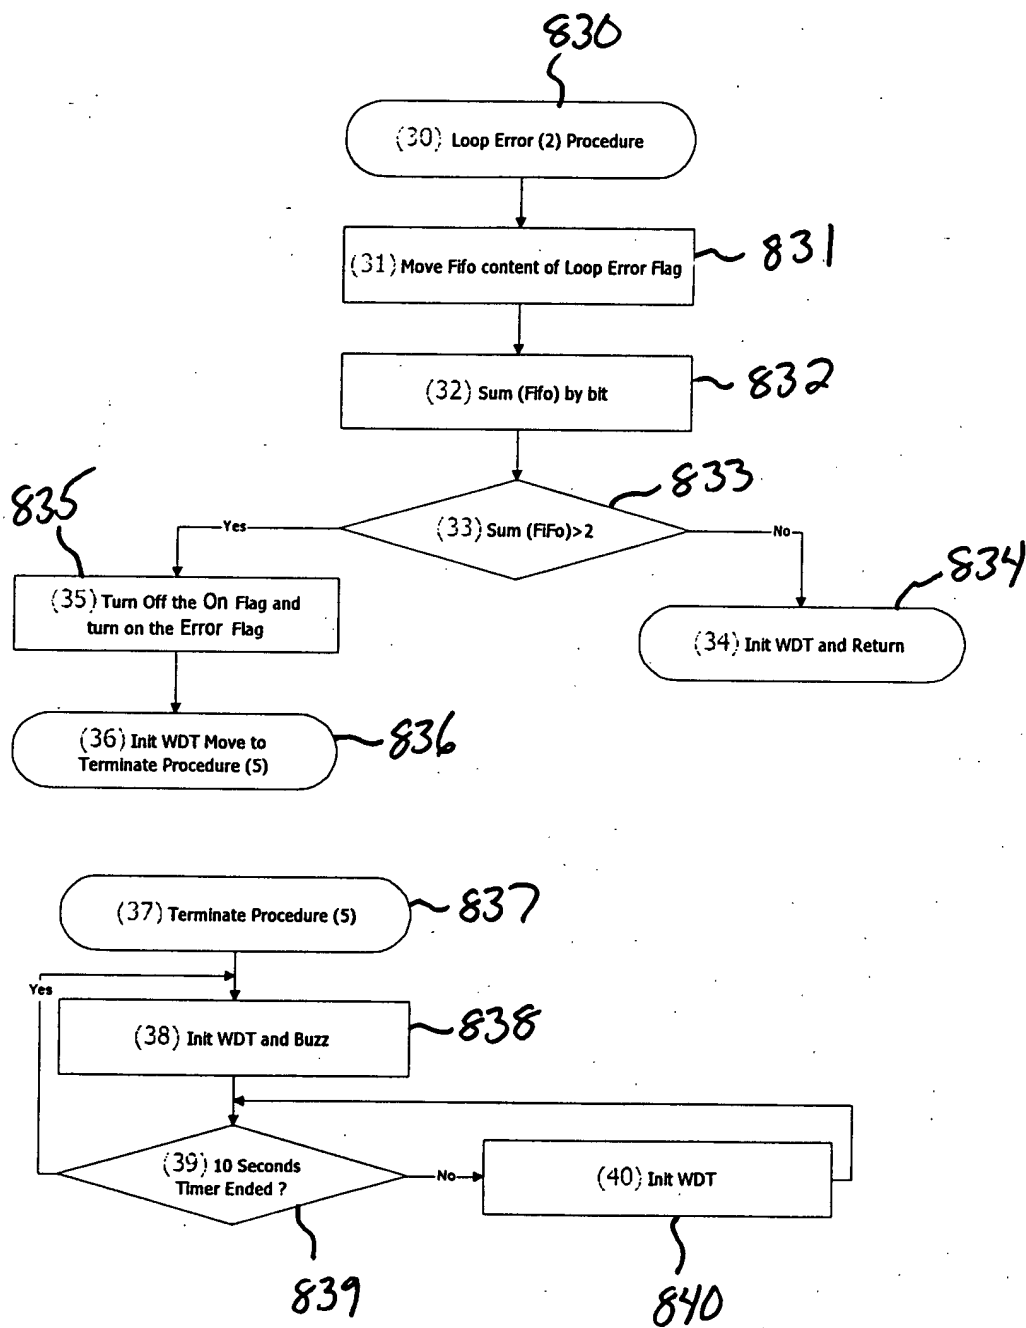 830
(30) Loop Error (2) Procedure
(31) Move Fifo content of Loop Error Flag
831
(32) Sum (Fifo) by bit
832
833
835
Yes
(33) Sum (FiFo)>2
No
834
(35) Turn Off the On Flag and
turn on the Error Flag
(34) Init WDT and Return
(36) Init WDT Move to
Terminate Procedure (5)
836
(37) Terminate Procedure (5)
837
Yes
(38) Init WDT and Buzz
838
(39) 10 Seconds
Timer Ended ?
No
(40) Init WDT
839
840